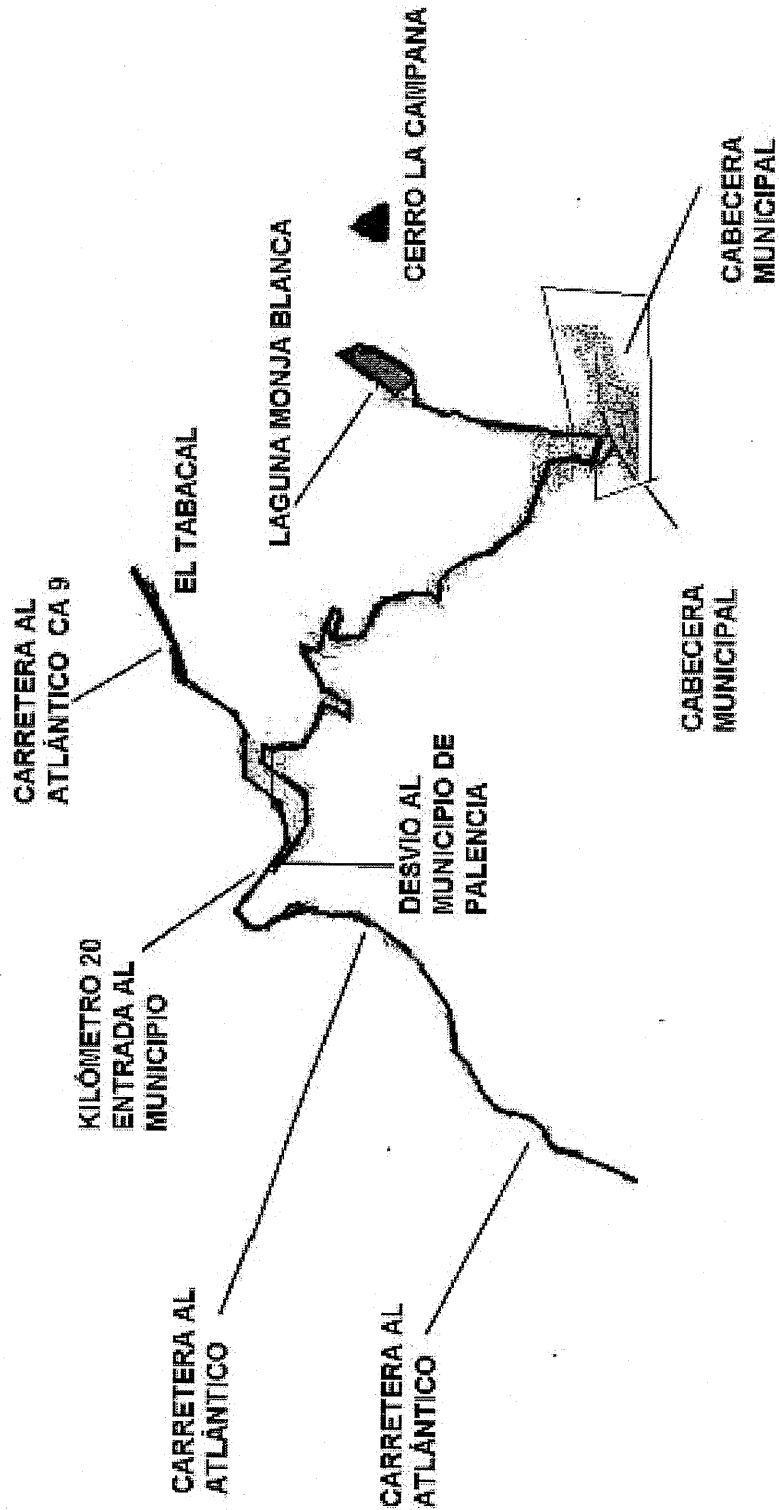 CARRETERA AL
ATLÁNTICO CA 9
EL TABACAL
KILÓMETRO 20
ENTRADA AL
MUNICIPIO
LAGUNA MONJA BLANCA
CERRO LA CAMPANA
CARRETERA AL
ATLÁNTICO
DESVIO AL
MUNICIPIO DE
PALENCIA
CARRETERA AL
ATLÁNTICO
CABECERA
MUNICIPAL
CABECERA
MUNICIPAL